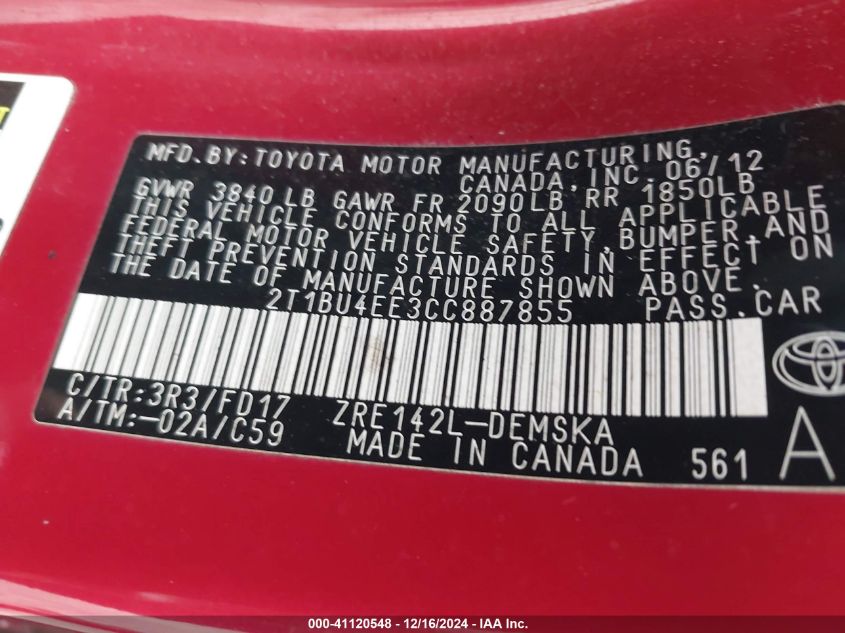 MFD.BY:TOYOTA MOTOR MANUFACTURING,
CANADA, INC. 06/12
GVWR 3840LB GAWR FR 2090LB RR 1850LB
THIS VEHICLE CONFORMS TO ALL APPLICABLE
FEDERAL MOTOR VEHICLE SAFETY, BUMPER, AND
THEFT PREVENTION STANDARDS IN EFFECT ON
THE DATE OF MANUFACTURE SHOWN ABOVE.
2T1BU4EE3CC887855 PASS.CAR
C/TR:3R3/FD17 ZRE142L-DEMSKA
A/TM:-02A/C59 MADE IN CANADA 561 A
000-41120548 - 12/16/2024 - IAA Inc.